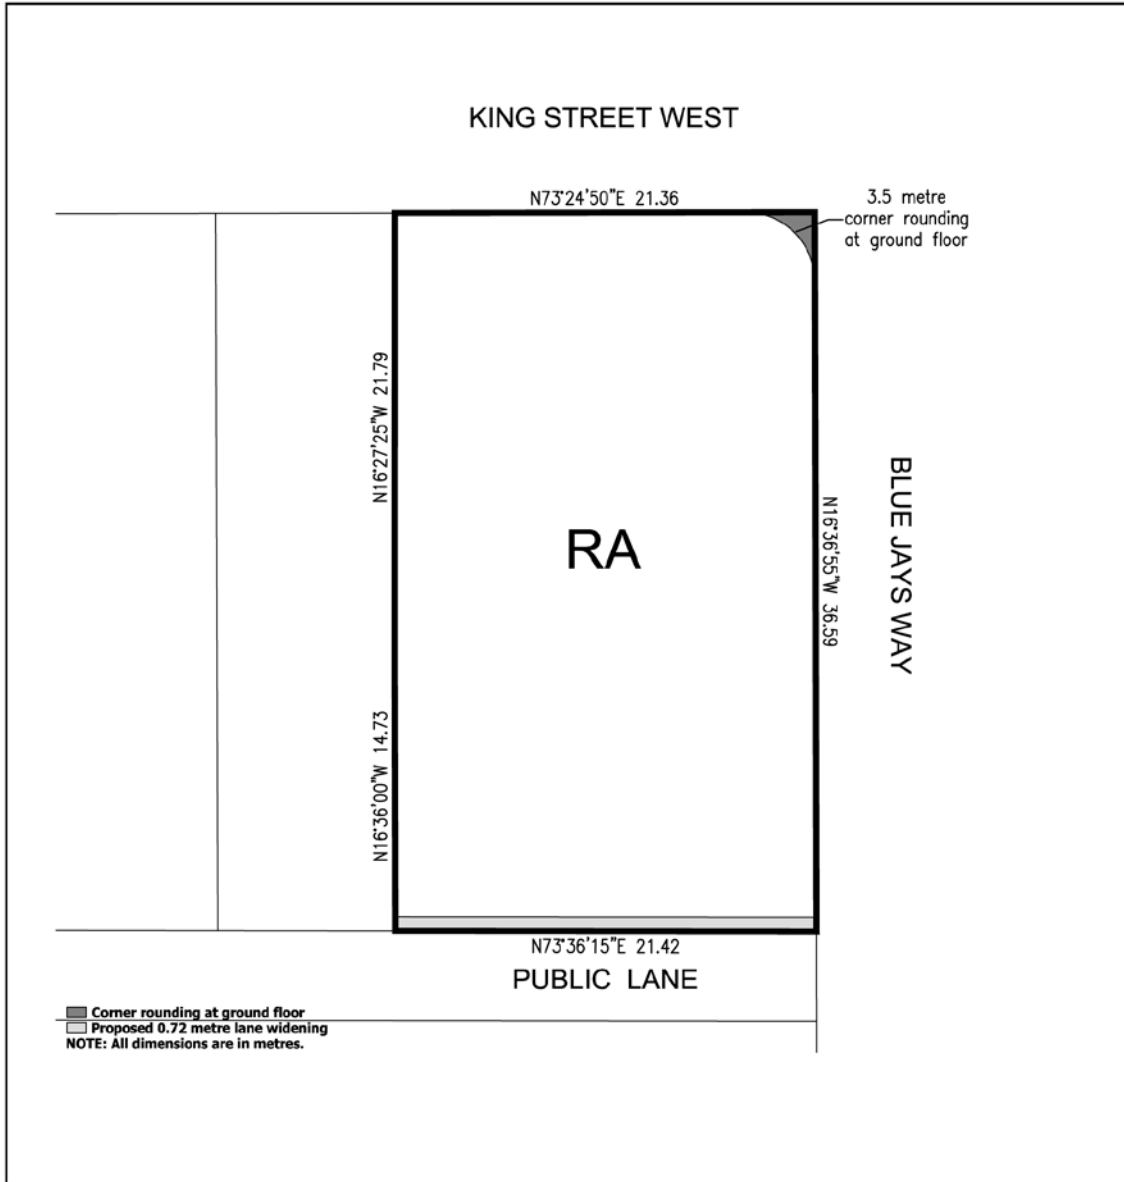 KING STREET WEST
N73°24'50"E 21.36
3.5 metre
corner rounding
at ground floor
N16°27'25"W 21.79
RA
N16°36'55"W 36.59
BLUE JAYS WAY
N16°36'00"W 14.73
N73°36'15"E 21.42
PUBLIC LANE
Corner rounding at ground floor
Proposed 0.72 metre lane widening
NOTE: All dimensions are in metres.